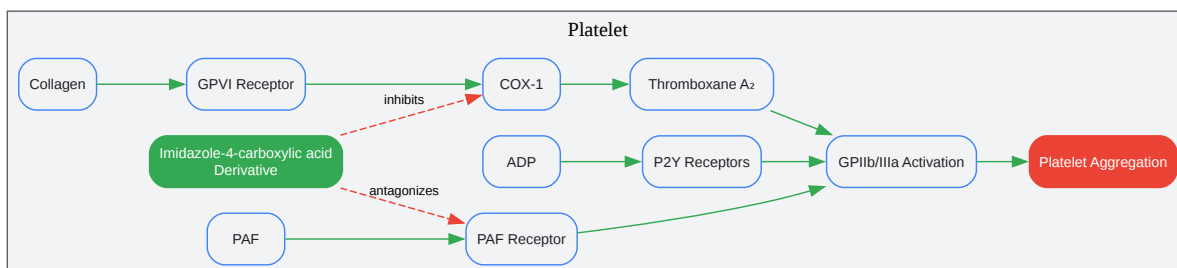 Platelet
Collagen
GPVI Receptor
COX-1
Thromboxane A₂
inhibits
Imidazole-4-carboxylic acid
Derivative
ADP
P2Y Receptors
GPIIb/IIIa Activation
Platelet Aggregation
antagonizes
PAF
PAF Receptor